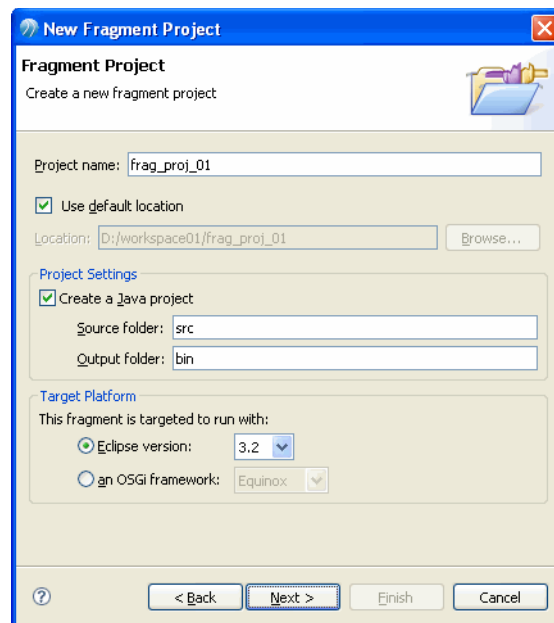 New Fragment Project
Fragment Project
Create a new fragment project
Project name: frag_proj_01
Use default location
Location: D:/workspace01/frag_proj_01 Browse...
Project Settings
Create a Java project
Source folder: src
Output folder: bin
Target Platform
This fragment is targeted to run with:
Eclipse version: 3.2
an OSGi framework: Equinox
? < Back Next > Finish Cancel